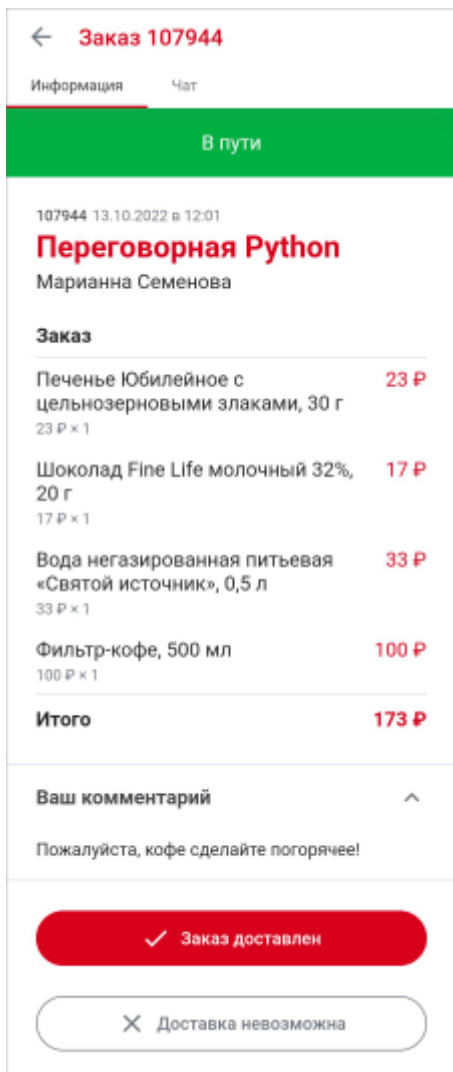 Заказ 107944
Информация Чат
В пути
107944 13.10.2022 в 12:01
Переговорная Python
Марианна Семенова
Заказ
Печенье Юбилейное с 23 ₽
цельнозерновыми злаками, 30 г
23 ₽ × 1
Шоколад Fine Life молочный 32%, 17 ₽
20 г
17 ₽ × 1
Вода негазированная питьевая 33 ₽
«Святой источник», 0,5 л
33 ₽ × 1
Фильтр-кофе, 500 мл 100 ₽
100 ₽ × 1
Итого 173 ₽
Ваш комментарий
Пожалуйста, кофе сделайте погорячее!
Заказ доставлен
Доставка невозможна